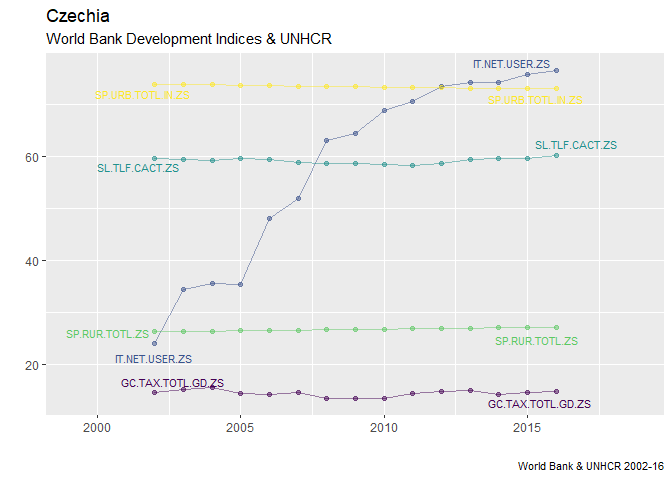 Czechia
World Bank Development Indices & UNHCR
IT.NET.USER.ZS
SP.URB.TOTL.IN.ZS
SP.URB.TOTL.IN.ZS
60
SL.TLF.CACT.ZS
SL.TLF.CACT.ZS
40
SP.RUR.TOTL.ZS
SP.RUR.TOTL.ZS
IT.NET.USER.ZS
20
GC.TAX.TOTL.GD.ZS
GC.TAX.TOTL.GD.ZS
2000
2005
2010
2015
World Bank & UNHCR 2002-16